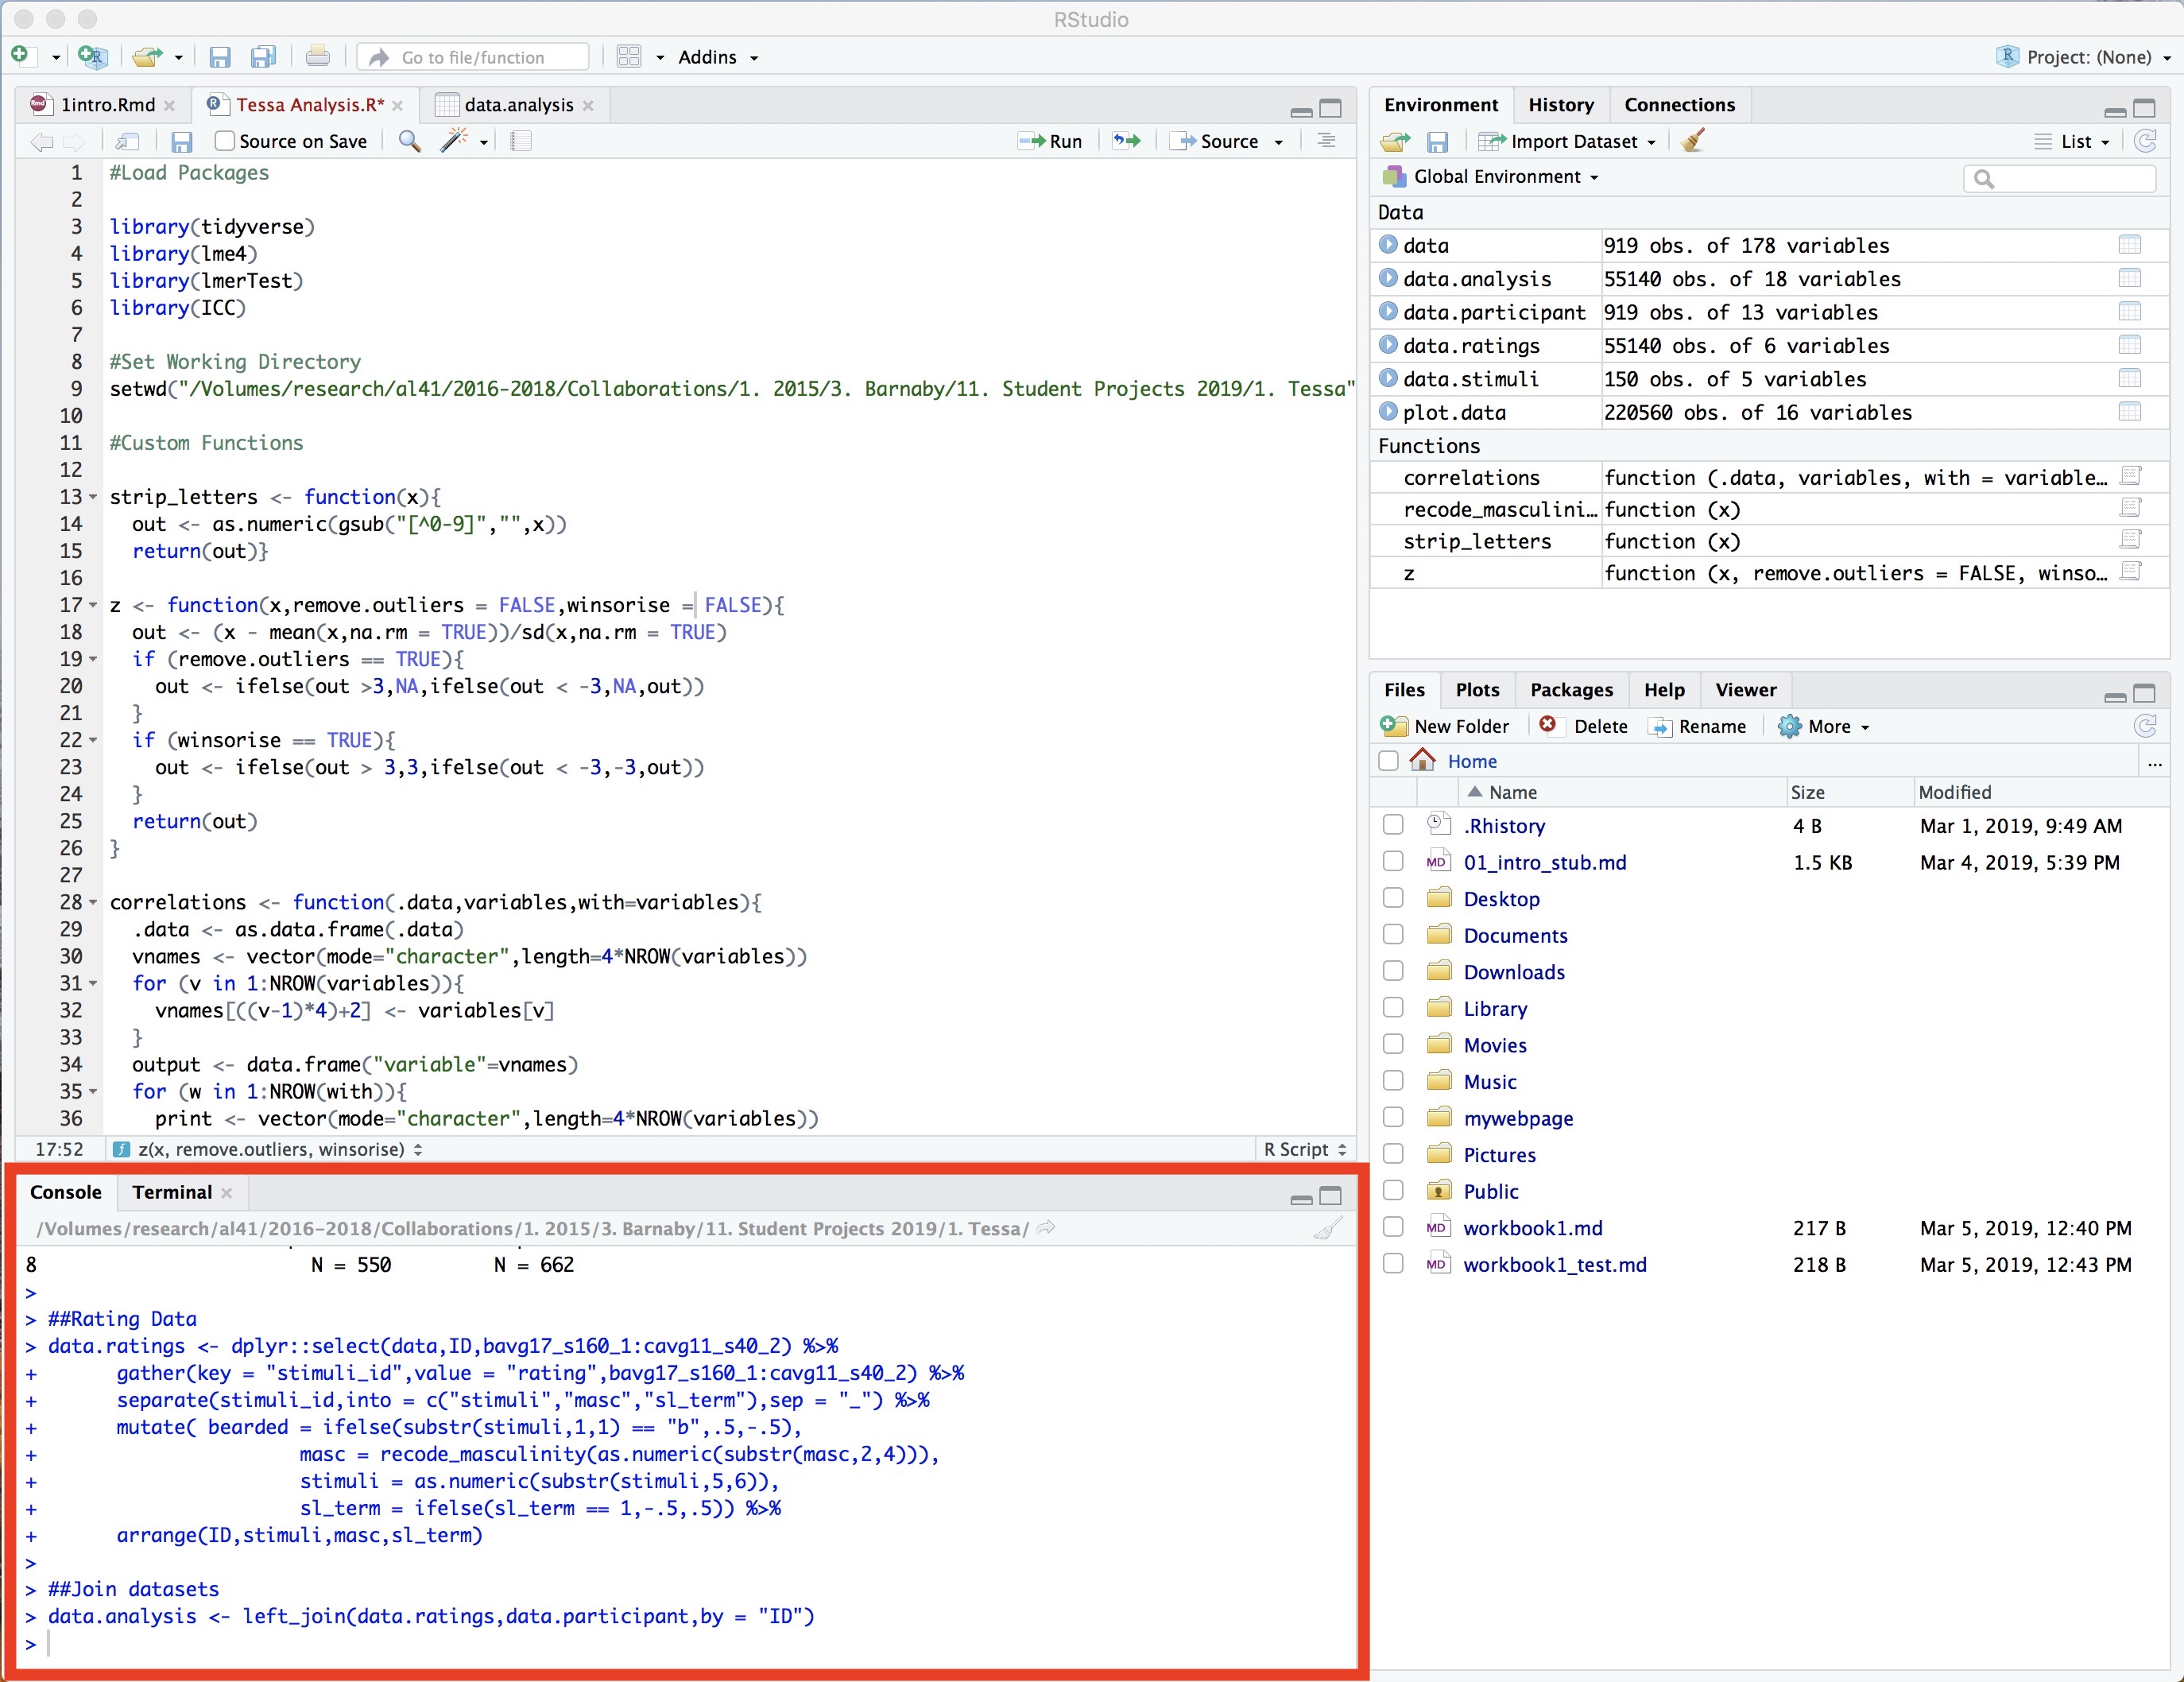 RStudio
Go to file/function
Addins
Project: (None)
1intro.Rmd
Tessa Analysis.R*
data.analysis
Source on Save
Run
Source
1 #Load Packages
2
3 library(tidyverse)
4 library(lme4)
5 library(lmerTest)
6 library(ICC)
7
8 #Set Working Directory
9 setwd("/Volumes/research/al41/2016-2018/Collaborations/1. 2015/3. Barnaby/11. Student Projects 2019/1. Tessa"
10
11 #Custom Functions
12
13 strip_letters <- function(x){
14 out <- as.numeric(gsub("[^0-9]","",x))
15 return(out)}
16
17 z <- function(x,remove.outliers = FALSE,winsorise = FALSE){
18 out <- (x - mean(x,na.rm = TRUE))/sd(x,na.rm = TRUE)
19 if (remove.outliers == TRUE){
20 out <- ifelse(out >3,NA,ifelse(out < -3,NA,out))
21 }
22 if (winsorise == TRUE){
23 out <- ifelse(out > 3,3,ifelse(out < -3,-3,out))
24 }
25 return(out)
26 }
27
28 correlations <- function(.data,variables,with=variables){
29 .data <- as.data.frame(.data)
30 vnames <- vector(mode="character",length=4*NROW(variables))
31 for (v in 1:NROW(variables)){
32 vnames[((v-1)*4)+2] <- variables[v]
33 }
34 output <- data.frame("variable"=vnames)
35 for (w in 1:NROW(with)){
36 print <- vector(mode="character",length=4*NROW(variables))
17:52
z(x, remove.outliers, winsorise)
R Script
Console
Terminal
/Volumes/research/al41/2016-2018/Collaborations/1. 2015/3. Barnaby/11. Student Projects 2019/1. Tessa/
8 N = 550 N = 662
>
> ##Rating Data
> data.ratings <- dplyr::select(data,ID,bavg17_s160_1:cavg11_s40_2) %>%
+ gather(key = "stimuli_id",value = "rating",bavg17_s160_1:cavg11_s40_2) %>%
+ separate(stimuli_id,into = c("stimuli","masc","sl_term"),sep = "_") %>%
+ mutate( bearded = ifelse(substr(stimuli,1,1) == "b",.5,-.5),
+ masc = recode_masculinity(as.numeric(substr(masc,2,4))),
+ stimuli = as.numeric(substr(stimuli,5,6)),
+ sl_term = ifelse(sl_term == 1,-.5,.5)) %>%
+ arrange(ID,stimuli,masc,sl_term)
>
> ##Join datasets
> data.analysis <- left_join(data.ratings,data.participant,by = "ID")
>
Environment
History
Connections
Import Dataset
List
Global Environment
Data
data 919 obs. of 178 variables
data.analysis 55140 obs. of 18 variables
data.participant 919 obs. of 13 variables
data.ratings 55140 obs. of 6 variables
data.stimuli 150 obs. of 5 variables
plot.data 220560 obs. of 16 variables
Functions
correlations function (.data, variables, with = variable…
recode_masculini… function (x)
strip_letters function (x)
z function (x, remove.outliers = FALSE, winso…
Files
Plots
Packages
Help
Viewer
New Folder
Delete
Rename
More
Home
...
Name Size Modified
.Rhistory 4 B Mar 1, 2019, 9:49 AM
01_intro_stub.md 1.5 KB Mar 4, 2019, 5:39 PM
Desktop
Documents
Downloads
Library
Movies
Music
mywebpage
Pictures
Public
workbook1.md 217 B Mar 5, 2019, 12:40 PM
workbook1_test.md 218 B Mar 5, 2019, 12:43 PM